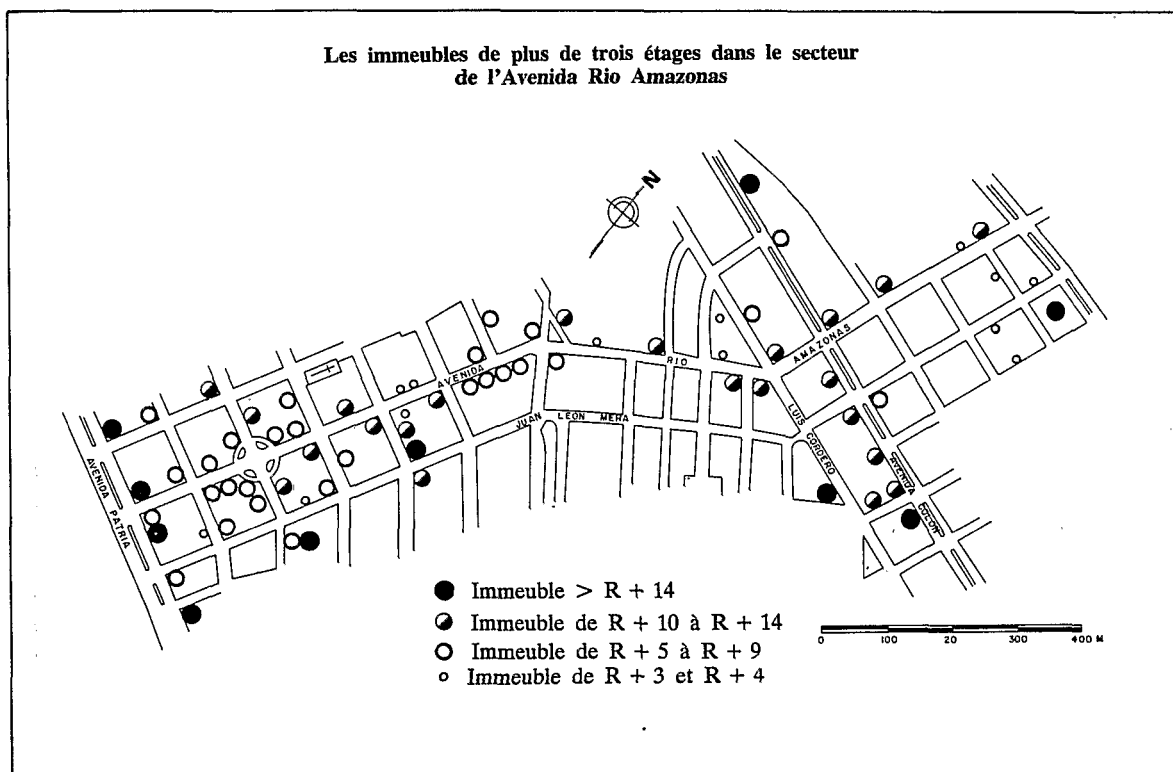 Les immeubles de plus de trois étages dans le secteur
de l'Avenida Rio Amazonas
N
AMAZONAS
RIO
AVENIDA
JUAN LEON MERA
LUIS CORDERO
AVENIDA COLON
AVENIDA PATRIA
Immeuble > R + 14
Immeuble de R + 10 à R + 14
Immeuble de R + 5 à R + 9
Immeuble de R + 3 et R + 4
0 100 20 300 400 M